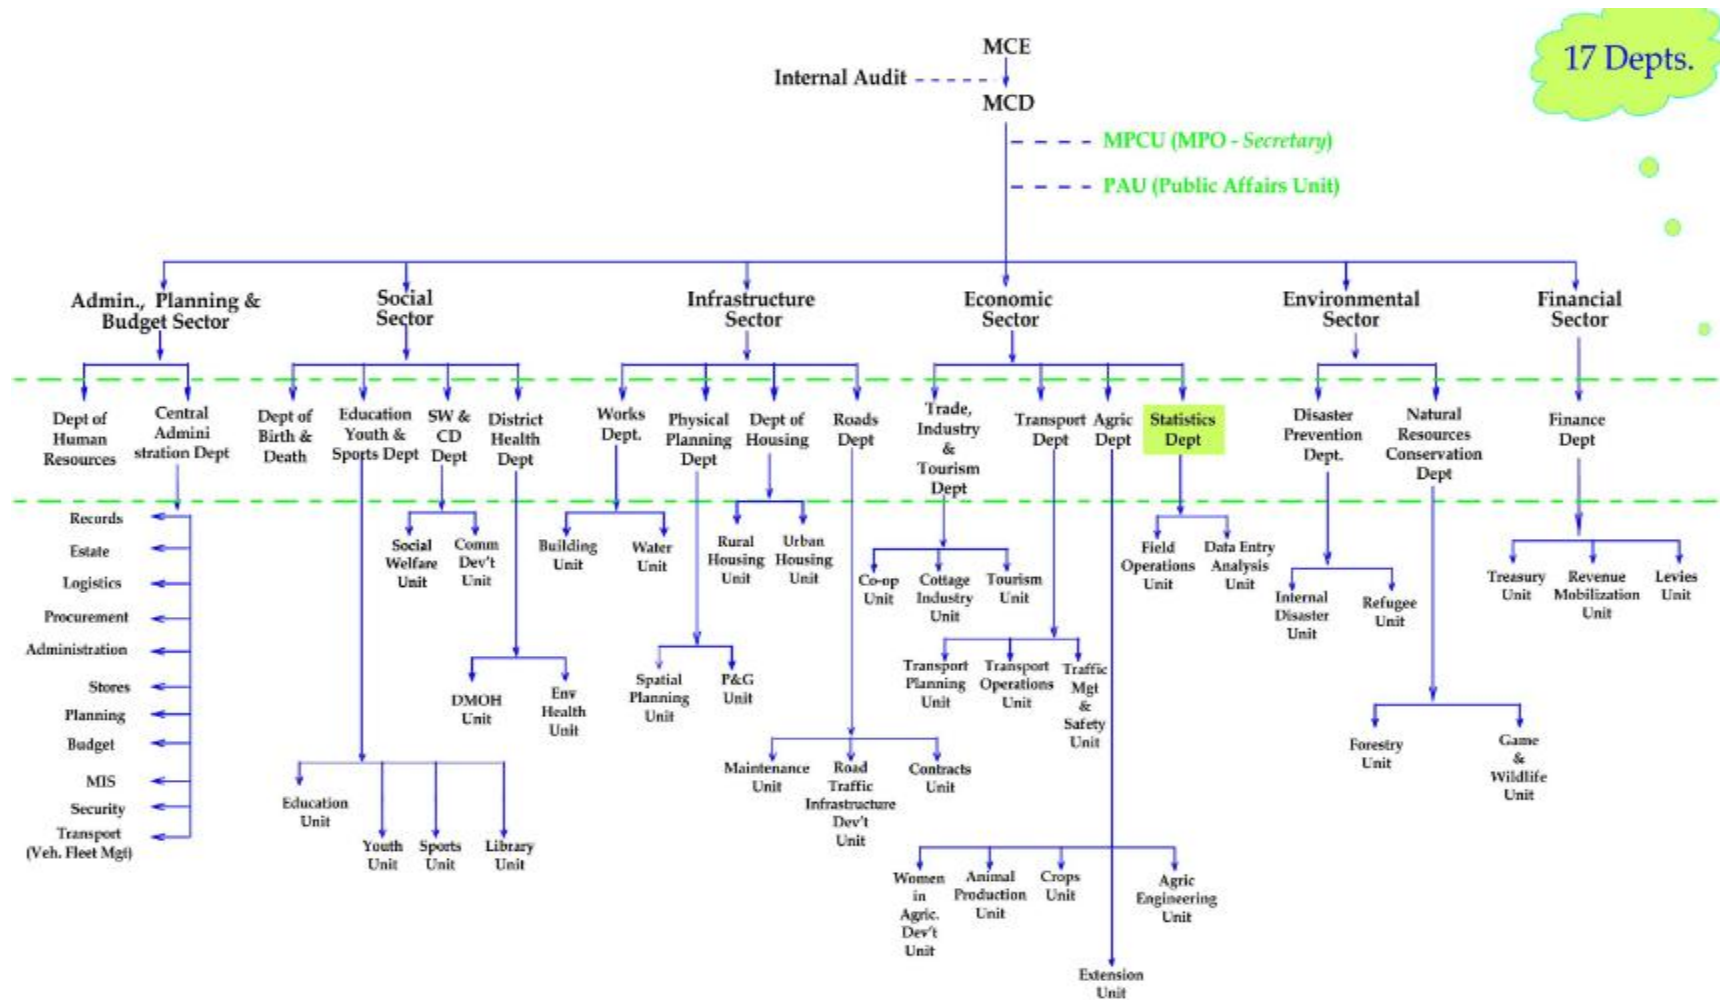 17 Depts.
MCE
Internal Audit
MCD
MPCU (MPO - Secretary)
PAU (Public Affairs Unit)
Admin., Planning &
Budget Sector
Social
Sector
Infrastructure
Sector
Economic
Sector
Environmental
Sector
Financial
Sector
Dept of
Human
Resources
Central
Admini
stration Dept
Dept of
Birth &
Death
Education
Youth &
Sports Dept
SW &
CD
Dept
District
Health
Dept
Works
Dept.
Physical
Planning
Dept
Dept of
Housing
Roads
Dept
Trade,
Industry
&
Tourism
Dept
Transport
Dept
Agric
Dept
Statistics
Dept
Disaster
Prevention
Dept.
Natural
Resources
Conservation
Dept
Finance
Dept
Records
Estate
Logistics
Procurement
Administration
Stores
Planning
Budget
MIS
Security
Transport
(Veh. Fleet Mgt)
Social
Welfare
Unit
Comm
Dev't
Unit
Building
Unit
Water
Unit
Rural
Housing
Unit
Urban
Housing
Unit
Co-op
Unit
Cottage
Industry
Unit
Tourism
Unit
Field
Operations
Unit
Data Entry
Analysis
Unit
Internal
Disaster
Unit
Refugee
Unit
Treasury
Unit
Revenue
Mobilization
Unit
Levies
Unit
DMOH
Unit
Env
Health
Unit
Spatial
Planning
Unit
P&G
Unit
Transport
Planning
Unit
Transport
Operations
Unit
Traffic
Mgt
&
Safety
Unit
Forestry
Unit
Game
&
Wildlife
Unit
Education
Unit
Youth
Unit
Sports
Unit
Library
Unit
Maintenance
Unit
Road
Traffic
Infrastructure
Dev't
Unit
Contracts
Unit
Women
in
Agric.
Dev't
Unit
Animal
Production
Unit
Crops
Unit
Agric
Engineering
Unit
Extension
Unit